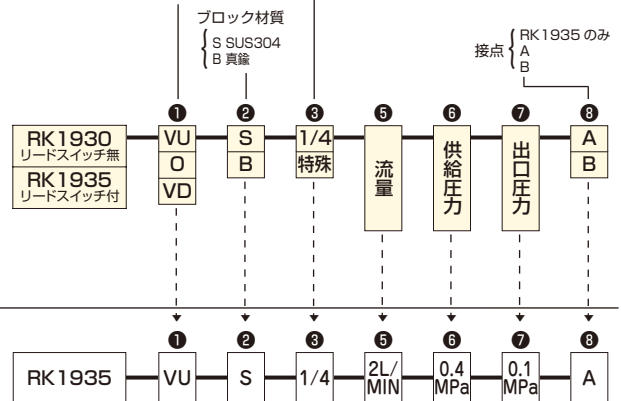 ブロック材質
S SUS304
B 真鍮
接点
RK1935 のみ
A
B
❶ ❷ ❸ ❺ ❻ ❼ ❽
RK1930
リードスイッチ無
RK1935
リードスイッチ付
VU
O
VD
S
B
1/4
特殊
流量
供給圧力
出口圧力
A
B
❶ ❷ ❸ ❺ ❻ ❼ ❽
RK1935
VU
S
1/4
2L/
MIN
0.4
MPa
0.1
MPa
A